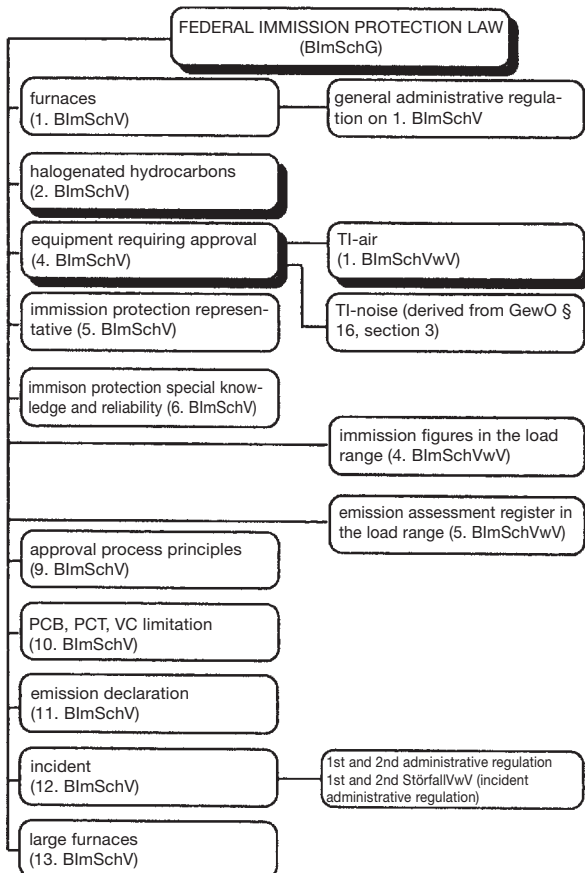 FEDERAL IMMISSION PROTECTION LAW
(BImSchG)
furnaces
(1. BImSchV)
general administrative regula-
tion on 1. BImSchV
halogenated hydrocarbons
(2. BImSchV)
equipment requiring approval
(4. BImSchV)
TI-air
(1. BImSchVwV)
immission protection represen-
tative (5. BImSchV)
TI-noise (derived from GewO §
16, section 3)
immison protection special know-
ledge and reliability (6. BImSchV)
immission figures in the load
range (4. BImSchVwV)
emission assessment register in
the load range (5. BImSchVwV)
approval process principles
(9. BImSchV)
PCB, PCT, VC limitation
(10. BImSchV)
emission declaration
(11. BImSchV)
incident
(12. BImSchV)
1st and 2nd administrative regulation
1st and 2nd StörfallVwV (incident
administrative regulation)
large furnaces
(13. BImSchV)